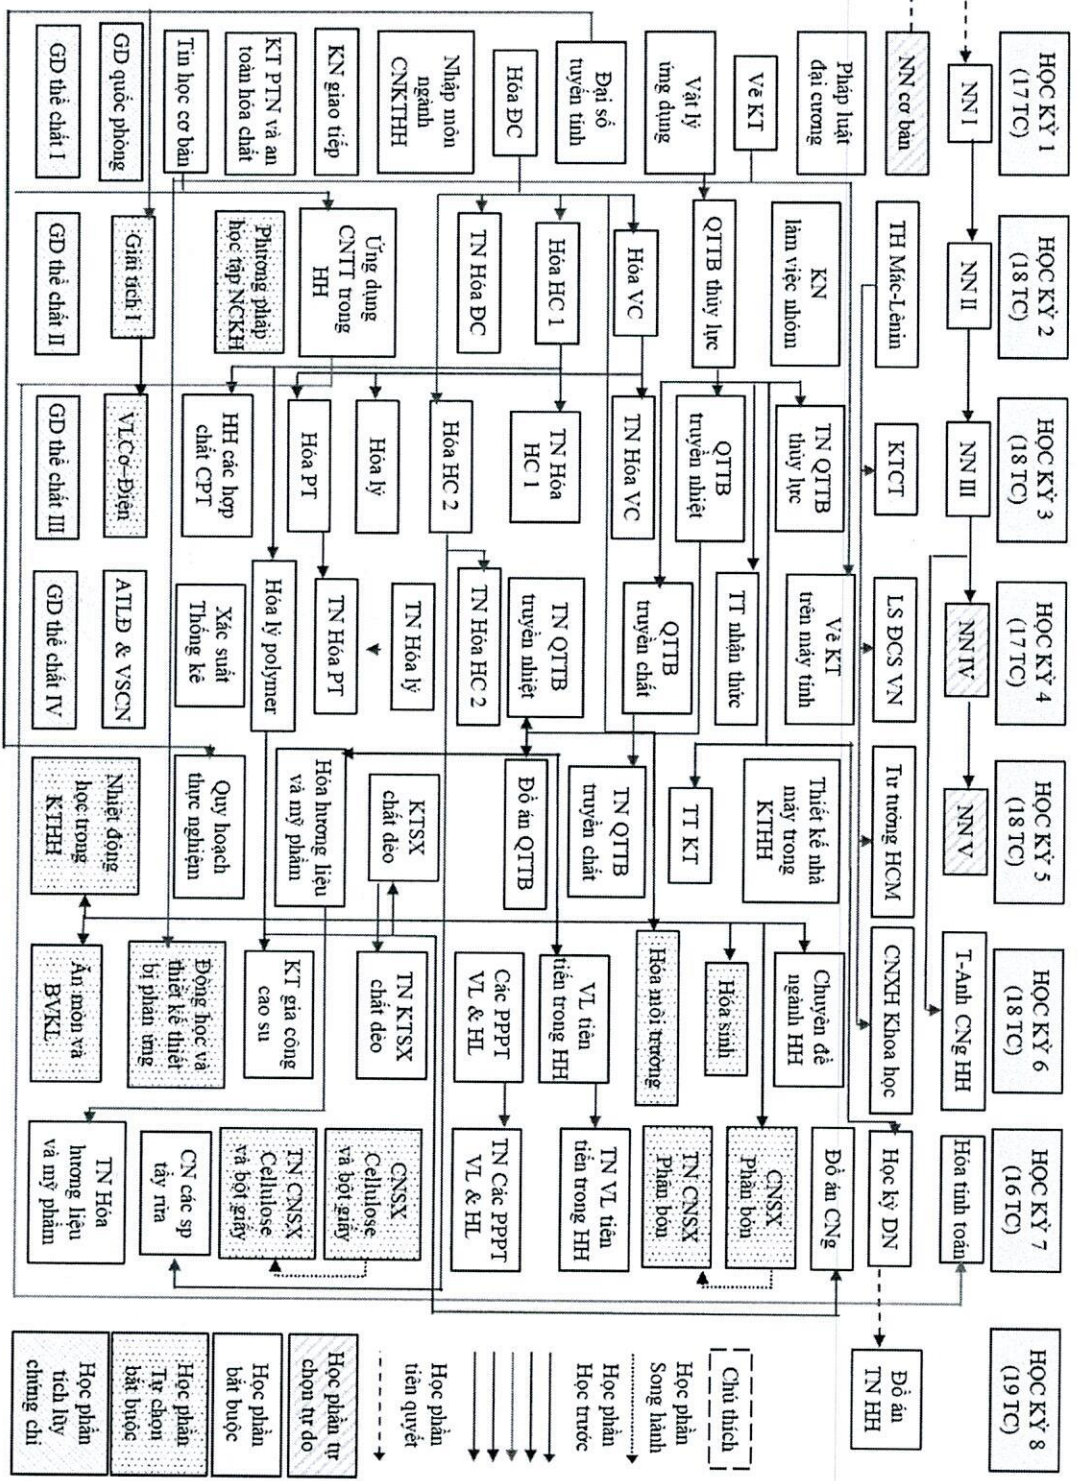 HỌC KỲ 1
(17 TC)
NN I
NN cơ bản
Pháp luật
đại cương
Vẽ KT
Vật lý
ứng dụng
Đại số
tuyến tính
Hóa ĐC
Nhập môn
ngành
CNKTHH
KN giao tiếp
KT PTN và an
toàn hóa chất
Tin học cơ bản
GD quốc phòng
GD thể chất I
HỌC KỲ 2
(18 TC)
NN II
TH Mác-Lênin
KN
làm việc nhóm
QTTB thủy lực
Hóa VC
Hóa HC 1
TN Hóa ĐC
Ứng dụng
CNTT trong
HH
Phương pháp
học tập NCKH
Giải tích I
GD thể chất II
HỌC KỲ 3
(18 TC)
NN III
KTCT
TN QTTB
thủy lực
QTTB
truyền nhiệt
TN Hóa VC
TN Hóa
HC 1
Hóa HC 2
Hóa lý
Hóa PT
HH các hợp
chất CPT
VLCơ–Điện
GD thể chất III
HỌC KỲ 4
(17 TC)
NN IV
LS ĐCS VN
Vẽ KT
trên máy tính
TT nhận thức
QTTB
truyền chất
TN QTTB
truyền nhiệt
TN Hóa HC 2
TN Hóa lý
TN Hóa PT
Hóa lý polymer
Xác suất
Thống kê
ATLĐ & VSCN
GD thể chất IV
HỌC KỲ 5
(18 TC)
NN V
Tư tưởng HCM
Thiết kế nhà
máy trong
KTHH
TT KT
TN QTTB
truyền chất
Đồ án QTTB
KTSX
chất dẻo
Hóa hương liệu
và mỹ phẩm
Quy hoạch
thực nghiệm
Nhiệt động
học trong
KTHH
HỌC KỲ 6
(18 TC)
T-Anh CNg HH
CNXH Khoa học
Chuyên đề
ngành HH
Hóa sinh
Hóa môi trường
VL tiên
tiến trong HH
Các PPPT
VL & HL
TN KTSX
chất dẻo
KT gia công
cao su
Động học và
thiết kế thiết
bị phản ứng
Ăn mòn và
BVKL
HỌC KỲ 7
(16 TC)
Hóa tính toán
Học kỳ DN
Đồ án CNg
CNSX
Phân bón
TN CNSX
Phân bón
TN VL tiên
tiến trong HH
TN Các PPPT
VL & HL
CNSX
Cellulose
và bột giấy
TN CNSX
Cellulose
và bột giấy
CN các sp
tẩy rửa
TN Hóa
hương liệu
và mỹ phẩm
HỌC KỲ 8
(19 TC)
Đồ án
TN HH
Chú thích
Học phần
Song hành
Học phần
Học trước
Học phần
tiên quyết
Học phần tự
chọn tự do
Học phần
bắt buộc
Học phần
Tự chọn
bắt buộc
Học phần
tích lũy
chứng chỉ